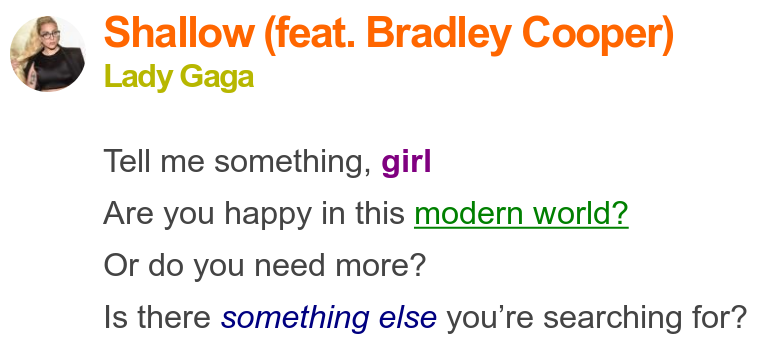 Shallow (feat. Bradley Cooper)
Lady Gaga
Tell me something, girl
Are you happy in this modern world?
Or do you need more?
Is there something else you’re searching for?